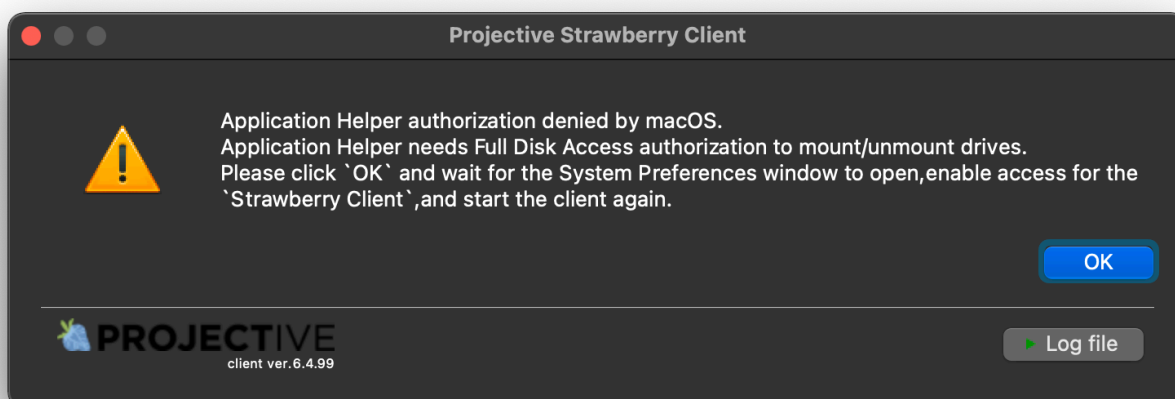 Projective Strawberry Client
Application Helper authorization denied by macOS.
Application Helper needs Full Disk Access authorization to mount/unmount drives.
Please click `OK` and wait for the System Preferences window to open,enable access for the
`Strawberry Client`,and start the client again.
OK
PROJECTIVE
client ver.6.4.99
Log file